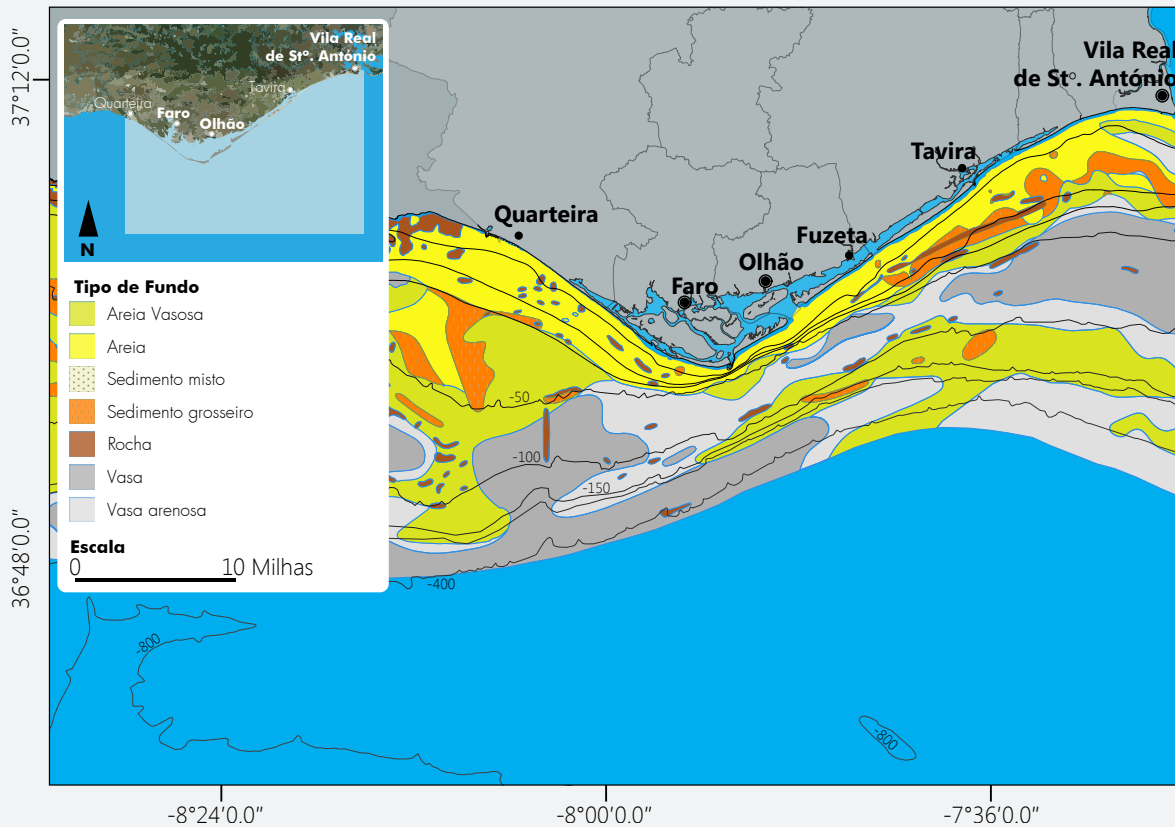 Vila Real
de Stº. António
Tavira
Quarteira
Faro
Olhão
N
Tipo de Fundo
Areia Vasosa
Areia
Sedimento misto
Sedimento grosseiro
Rocha
Vasa
Vasa arenosa
Escala
0
10 Milhas
Vila Real
de Stº. António
Tavira
Quarteira
Fuzeta
Olhão
Faro
-50
-100
-150
-400
-800
-800
37°12'0.0"
36°48'0.0"
-8°24'0.0"
-8°00'0.0"
-7°36'0.0"